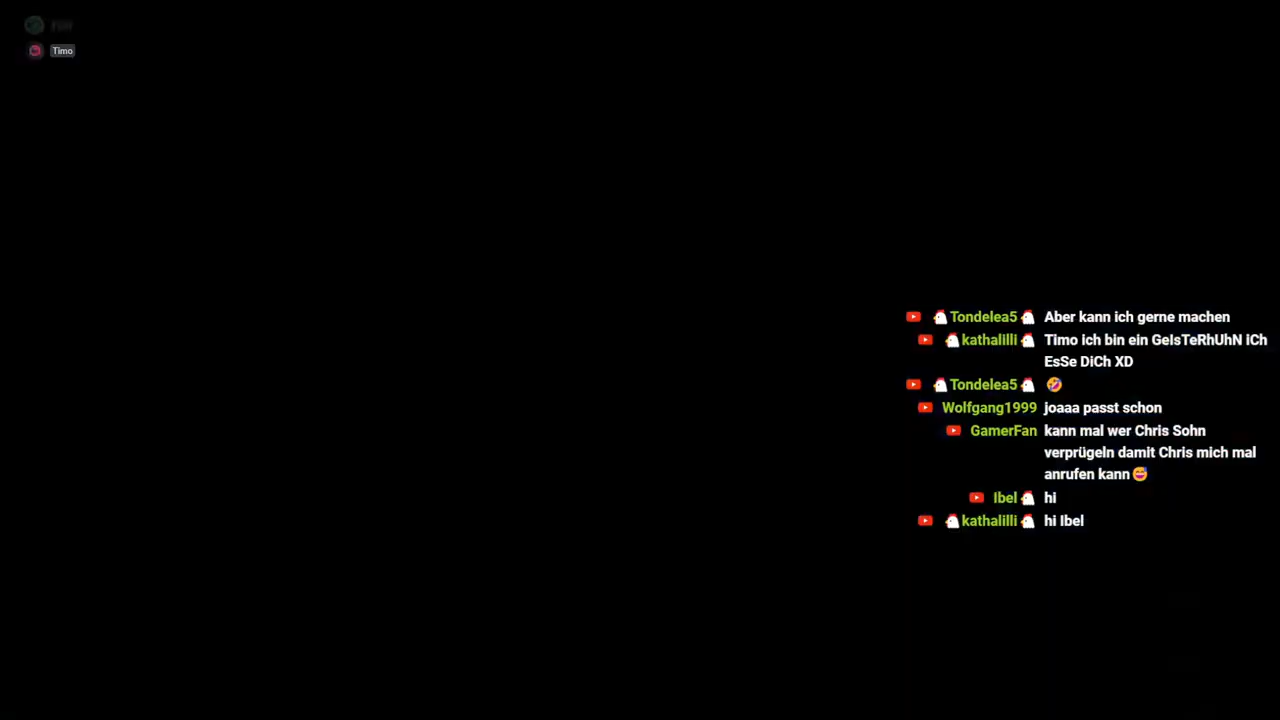 Timo
🐔Tondelea5🐔 Aber kann ich gerne machen
🐔kathalilli🐔 Timo ich bin ein GeIsTeRhUhN iCh
EsSe DiCh XD
🐔Tondelea5🐔 🤣
Wolfgang1999 joaaa passt schon
GamerFan kann mal wer Chris Sohn
verprügeln damit Chris mich mal
anrufen kann😅
Ibel🐔 hi
🐔kathalilli🐔 hi Ibel